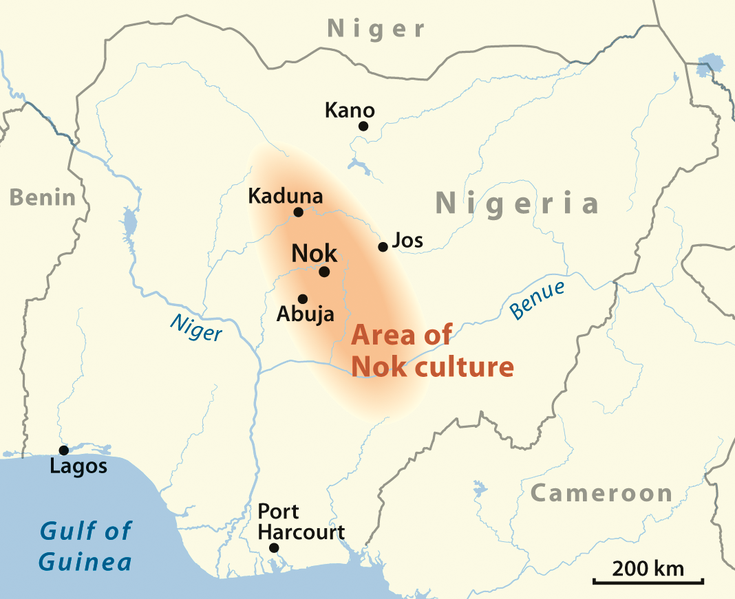 Niger
Kano
Benin
Kaduna
Nigeria
Jos
Nok
Abuja
Benue
Niger
Area of
Nok culture
Lagos
Cameroon
Port
Harcourt
Gulf of
Guinea
200 km